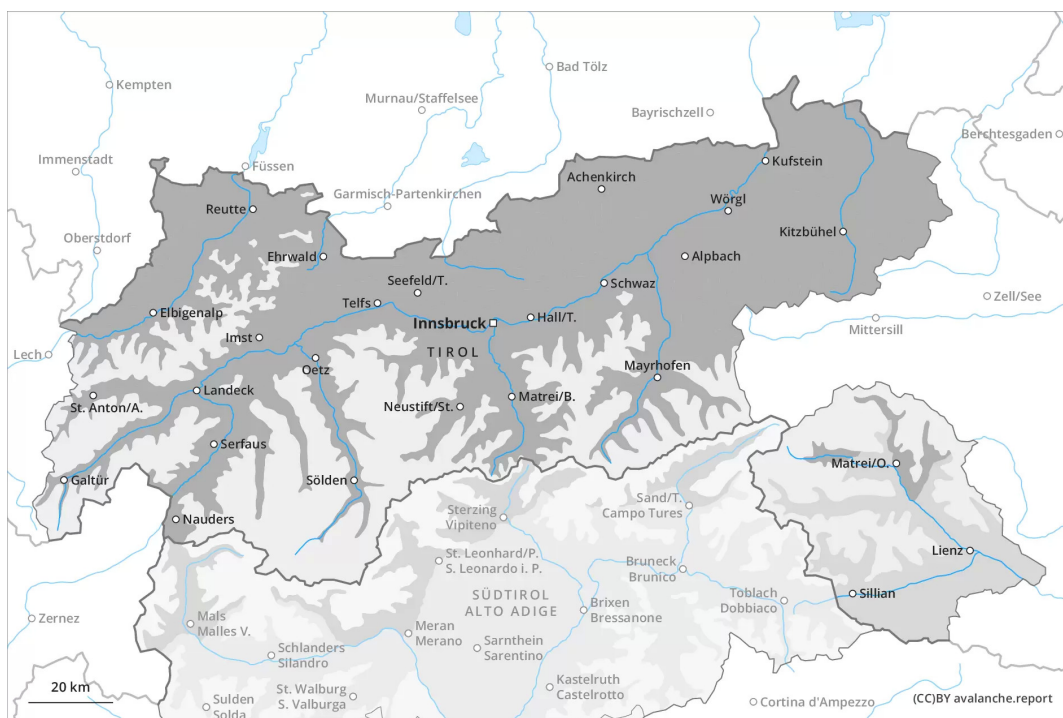 Kempten
Bad Tölz
Murnau/Staffelsee
Bayrischzell
Berchtesgaden
Immenstadt
Füssen
Kufstein
Achenkirch
Garmisch-Partenkirchen
Wörgl
Reutte
Kitzbühel
Oberstdorf
Ehrwald
Alpbach
Seefeld/T.
Schwaz
Zell/See
Telfs
Elbigenalp
Innsbruck
Hall/T.
Mittersill
Imst
TIROL
Lech
Oetz
Mayrhofen
Landeck
Matrei/B.
St. Anton/A.
Neustift/St.
Serfaus
Matrei/O.
Galtür
Sölden
Sand/T.
Campo Tures
Sterzing
Vipiteno
Nauders
Lienz
St. Leonhard/P.
S. Leonardo i. P.
Bruneck
Brunico
SÜDTIROL
ALTO ADIGE
Sillian
Toblach
Dobbiaco
Brixen
Bressanone
Zernez
Mals
Malles V.
Meran
Merano
Sarnthein
Sarentino
Schlanders
Silandro
20 km
St. Walburg
S. Valburga
Kastelruth
Castelrotto
Sulden
Solda
Cortina d'Ampezzo
(CC)BY avalanche.report